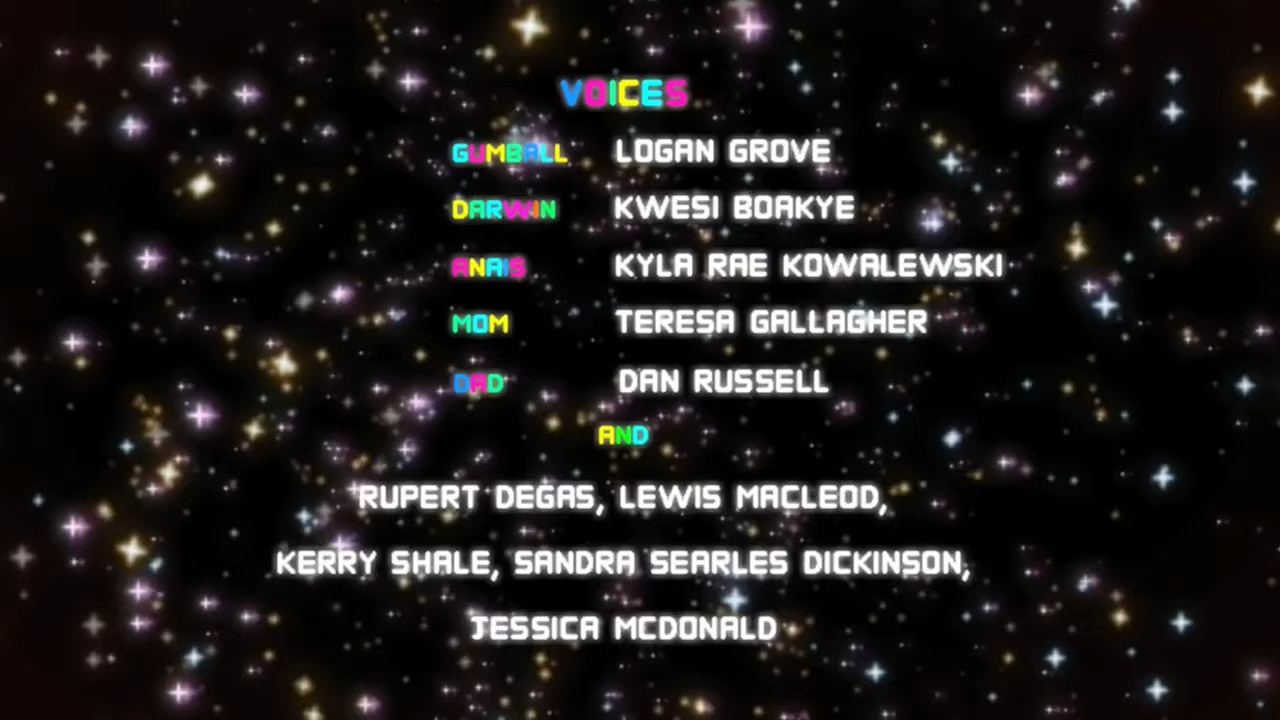 VOICES
GUMBALL LOGAN GROVE
DARWIN KWESI BOAKYE
ANAIS KYLA RAE KOWALEWSKI
MOM TERESA GALLAGHER
DAD DAN RUSSELL
AND
RUPERT DEGAS, LEWIS MACLEOD,
KERRY SHALE, SANDRA SEARLES DICKINSON,
JESSICA MCDONALD